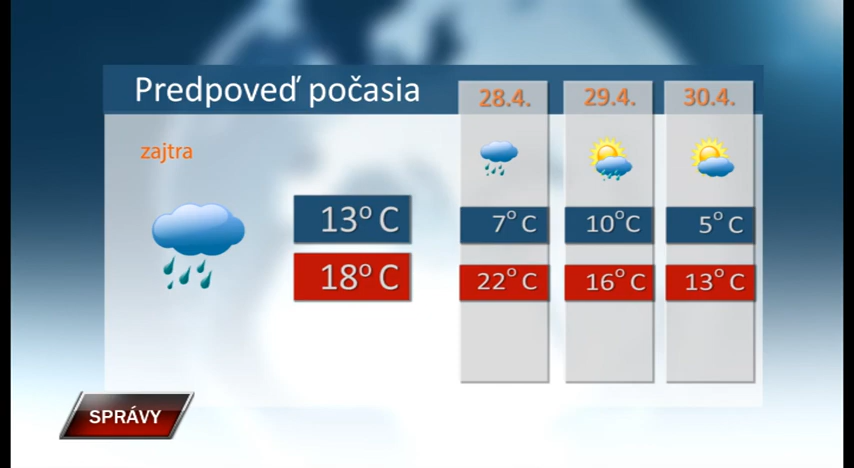 Predpoveď počasia
zajtra
13° C
18° C
28.4. 29.4. 30.4.
7° C 10°C 5° C
22° C 16° C 13° C
SPRÁVY